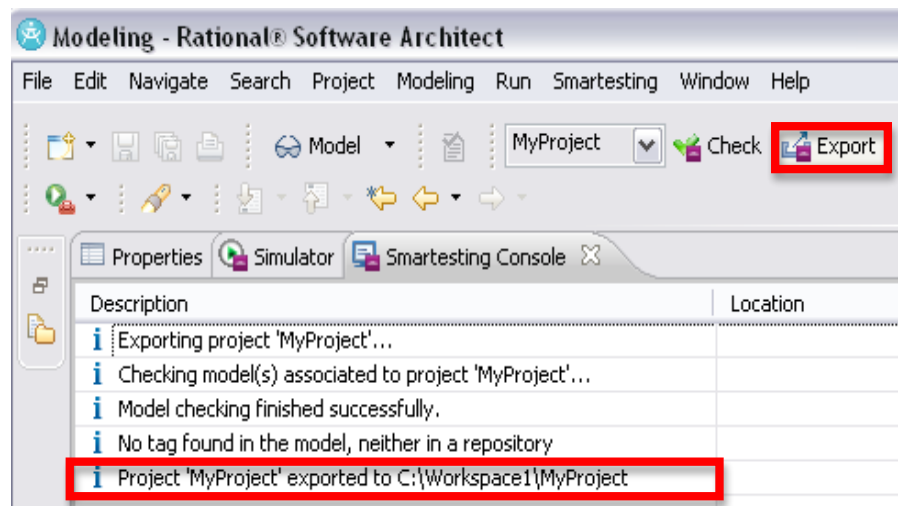 Modeling - Rational® Software Architect
File Edit Navigate Search Project Modeling Run Smartesting Window Help
Model MyProject Check Export
Properties Simulator Smartesting Console
Description Location
i Exporting project 'MyProject'...
i Checking model(s) associated to project 'MyProject'...
i Model checking finished successfully.
i No tag found in the model, neither in a repository
i Project 'MyProject' exported to C:\Workspace1\MyProject